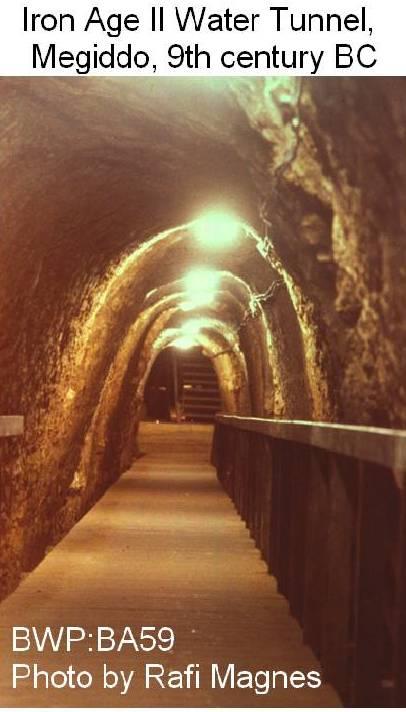 Iron Age II Water Tunnel,
Megiddo, 9th century BC
BWP:BA59
Photo by Rafi Magnes